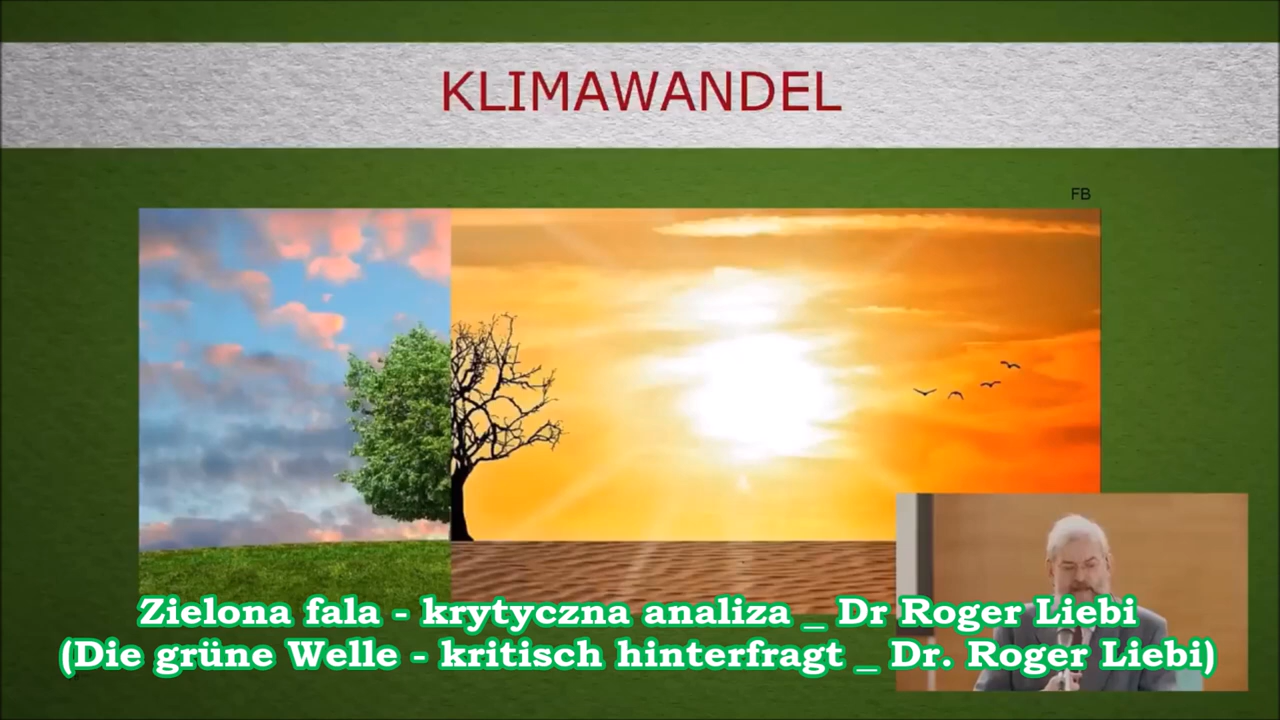 KLIMAWANDEL
FB
Zielona fala - krytyczna analiza _ Dr Roger Liebi
(Die grüne Welle - kritisch hinterfragt _ Dr. Roger Liebi)